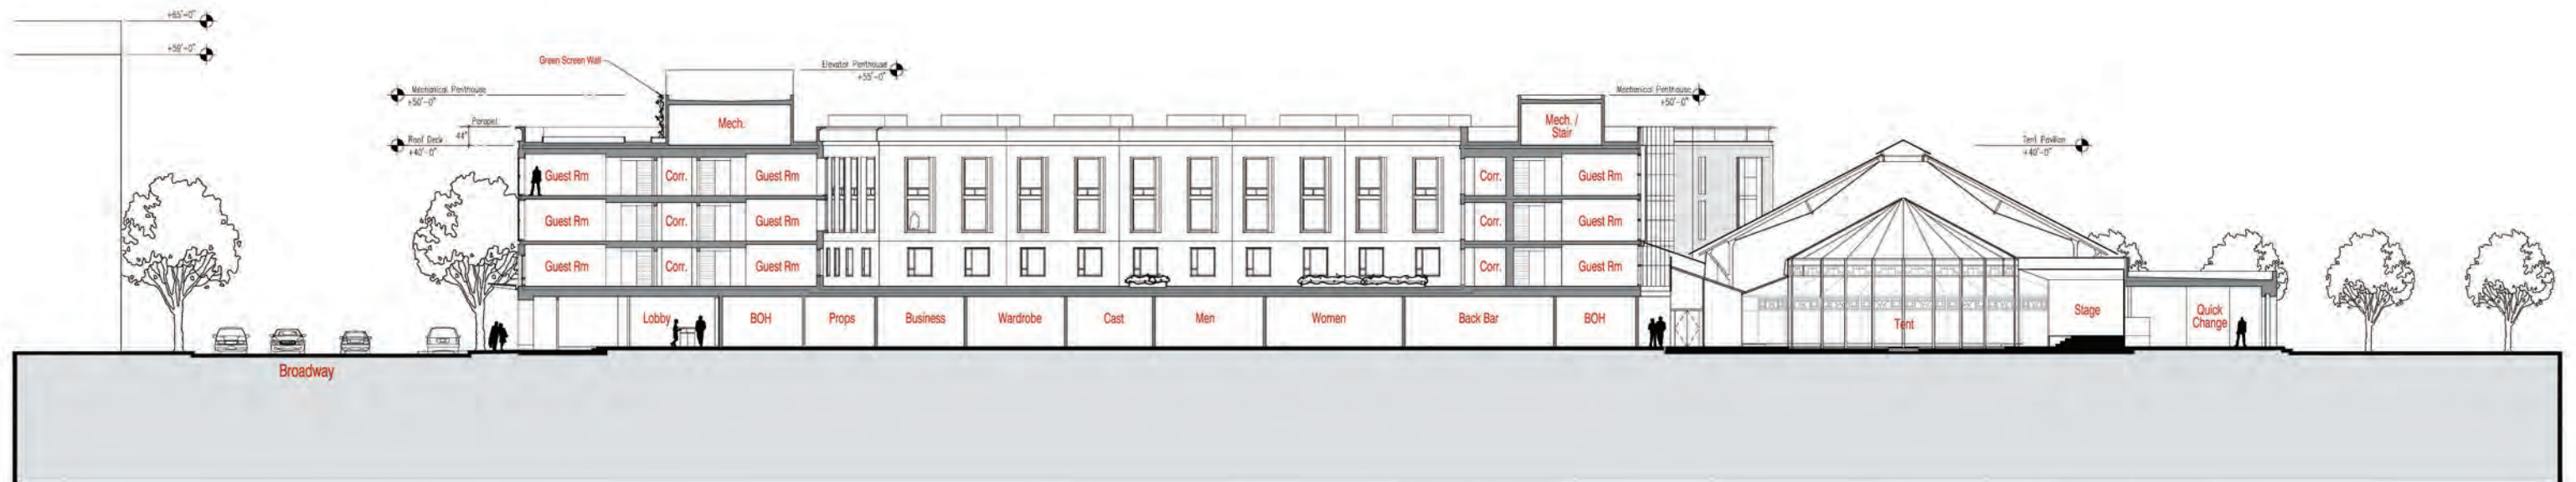 +65'-0"
+58'-0"
Green Screen Wall
Elevator Penthouse
+55'-0"
Mechanical Penthouse
+50'-0"
Mechanical Penthouse
+50'-0"
Parapet
44"
Roof Deck
+40'-0"
Tent Pavilion
+40'-0"
Mech.
Mech. /
Stair
Guest Rm Corr. Guest Rm Corr. Guest Rm
Guest Rm Corr. Guest Rm Corr. Guest Rm
Guest Rm Corr. Guest Rm Corr. Guest Rm
Lobby BOH Props Business Wardrobe Cast Men Women Back Bar BOH Tent Stage Quick
Change
Broadway